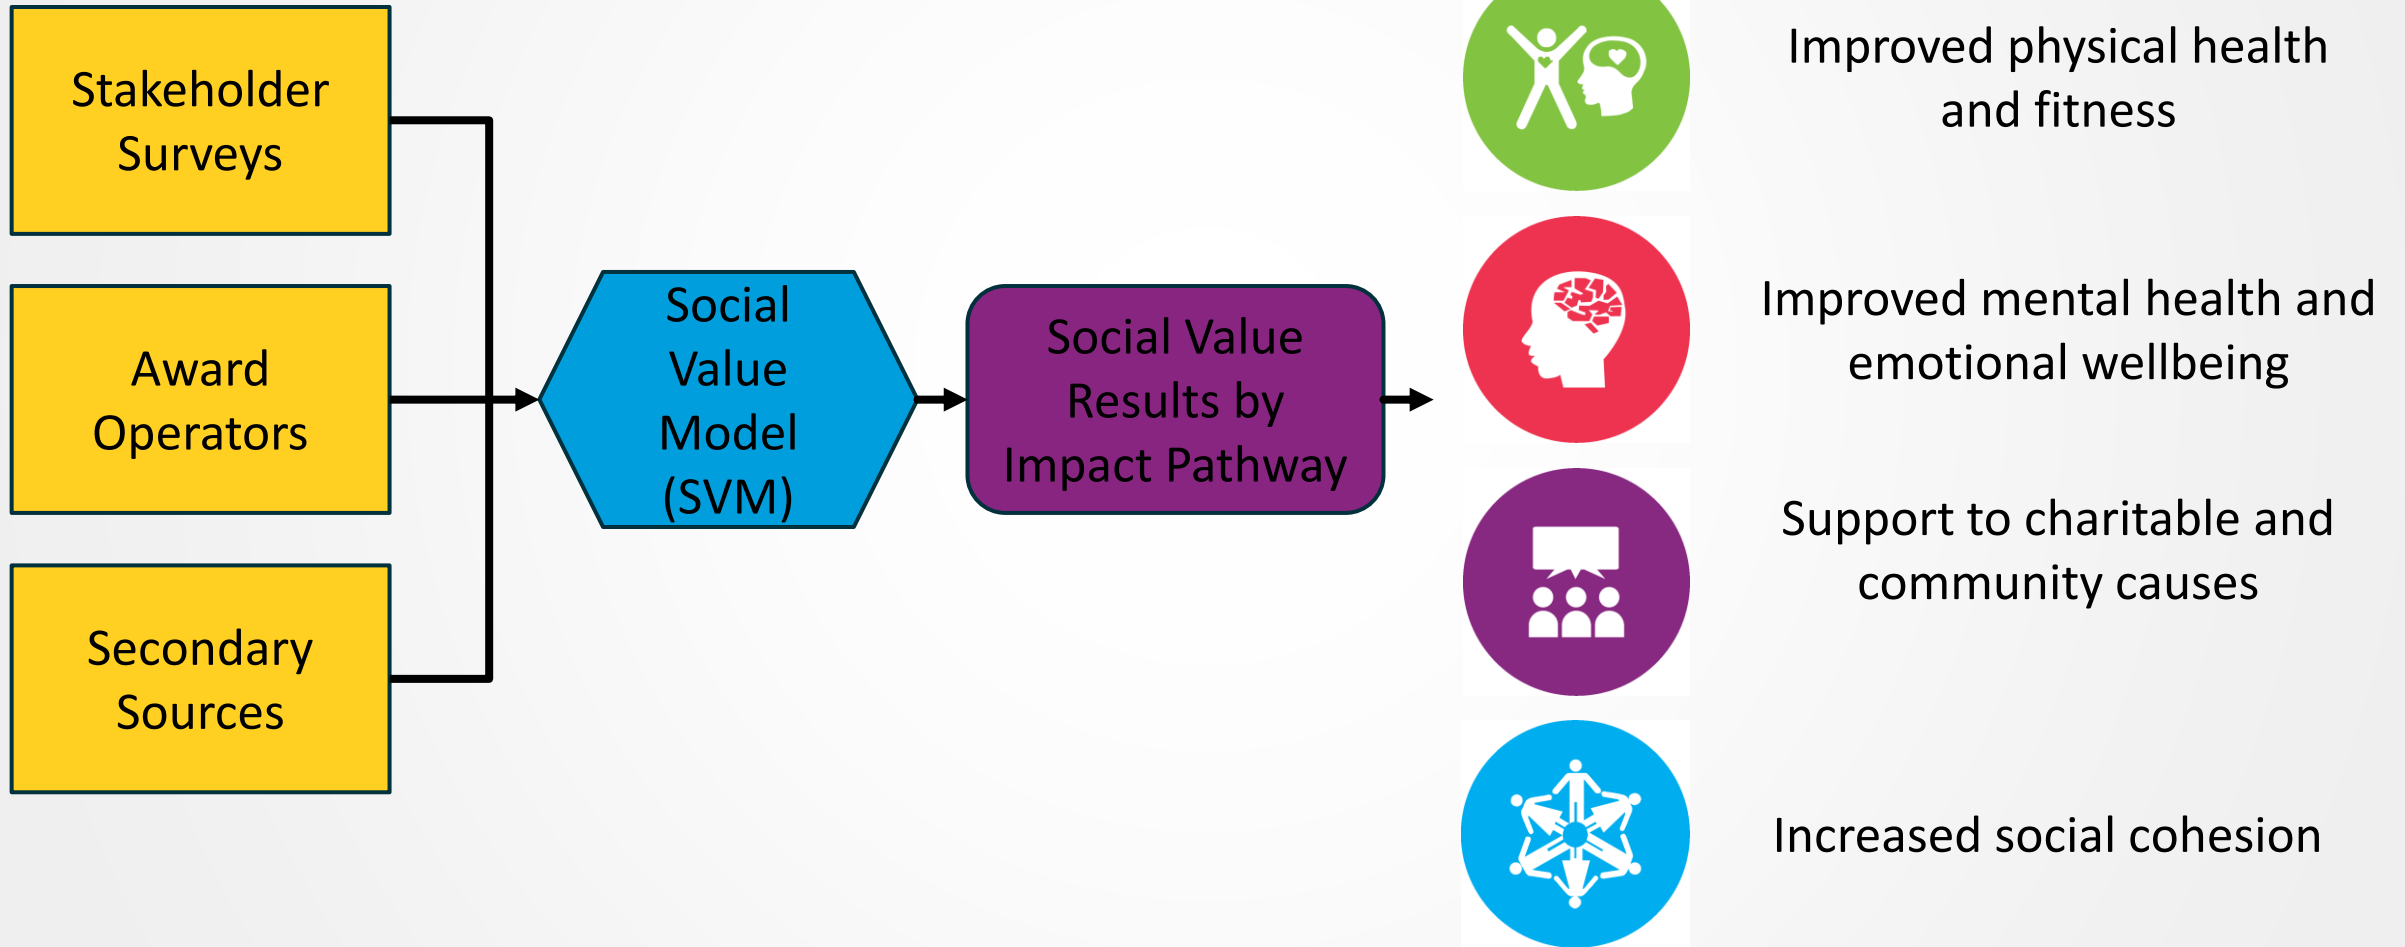 Stakeholder
Surveys
Award
Operators
Secondary
Sources
Social
Value
Model
(SVM)
Social Value
Results by
Impact Pathway
Improved physical health
and fitness
Improved mental health and
emotional wellbeing
Support to charitable and
community causes
Increased social cohesion